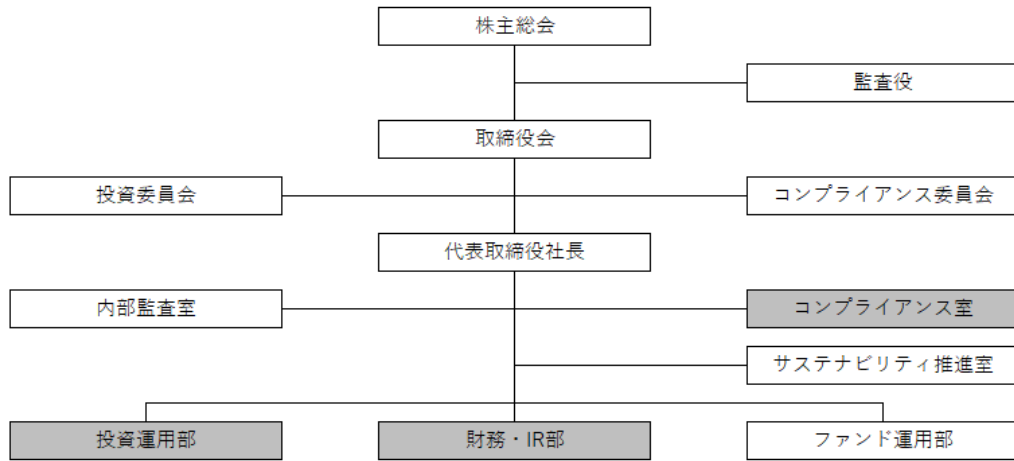 株主総会
監査役
取締役会
投資委員会
コンプライアンス委員会
代表取締役社長
内部監査室
コンプライアンス室
サステナビリティ推進室
投資運用部
財務・IR部
ファンド運用部